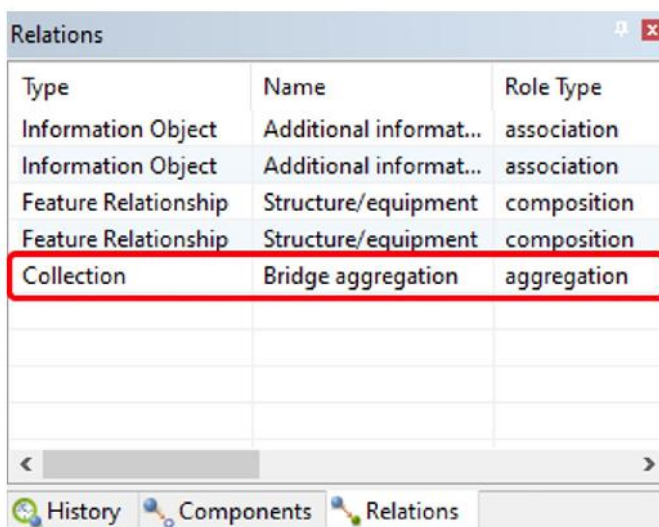 Relations
Type Name Role Type
Information Object Additional informat... association
Information Object Additional informat... association
Feature Relationship Structure/equipment composition
Feature Relationship Structure/equipment composition
Collection Bridge aggregation aggregation
History Components Relations